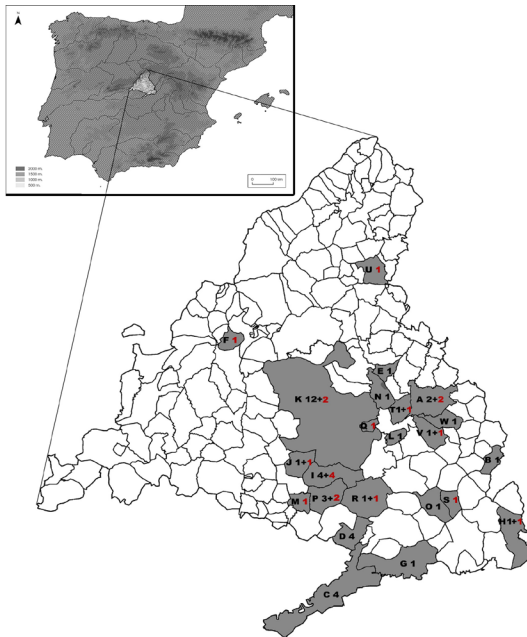 N
2000 m.
1500 m.
1000 m.
500 m.
0 100 km
U 1
F 1
E 1
K 12+2
N 1
A 2+2
T1+1
Q 1
W 1
L 1
V 1+1
J 1+1
B 1
I 4+4
M 1
P 3+2
R 1+1
O 1
S 1
H1+1
D 4
G 1
C 4